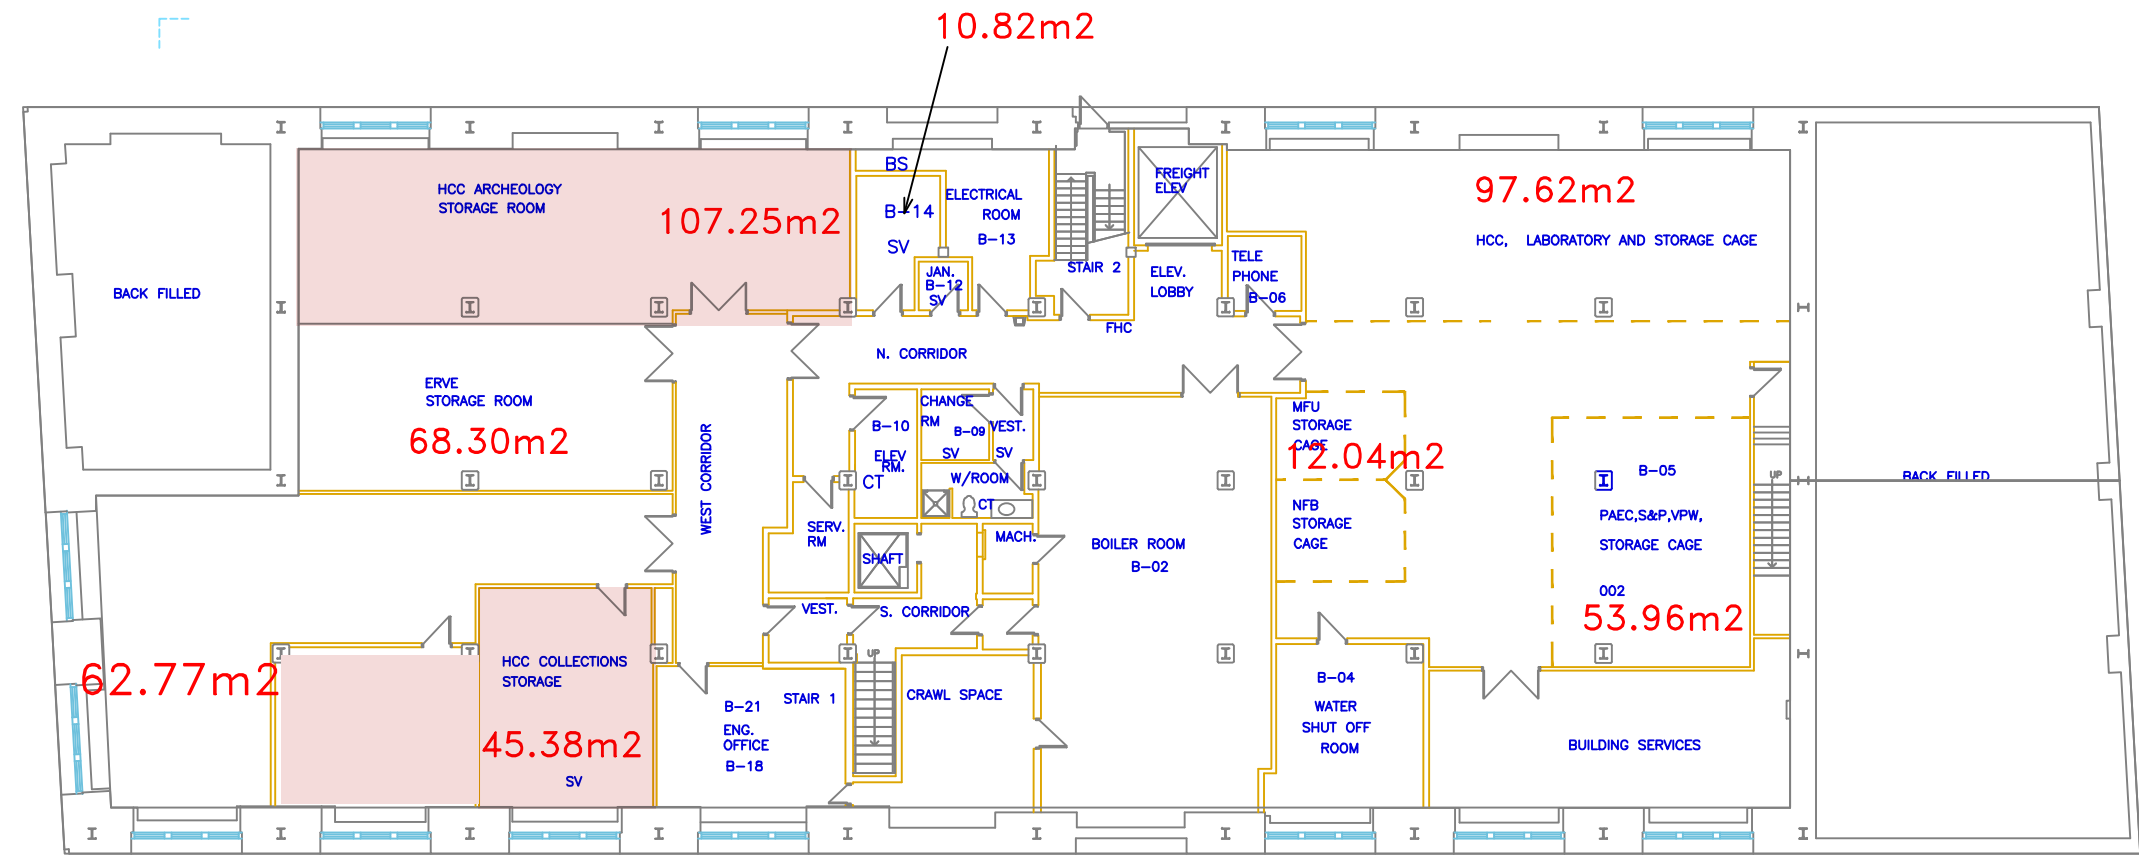 10.82m2
BS
HCC ARCHEOLOGY
STORAGE ROOM
107.25m2
B-14
SV
ELECTRICAL
ROOM
B-13
JAN.
B-12
SV
STAIR 2
FREIGHT
ELEV
ELEV.
LOBBY
TELE
PHONE
B-06
FHC
97.62m2
HCC, LABORATORY AND STORAGE CAGE
BACK FILLED
N. CORRIDOR
ERVE
STORAGE ROOM
68.30m2
WEST CORRIDOR
B-10
ELEV
RM.
CT
CHANGE
RM
B-09
SV
VEST.
SV
W/ROOM
CT
MFU
STORAGE
CAGE
12.04m2
NFB
STORAGE
CAGE
B-05
PAEC,S&P,VPW,
STORAGE CAGE
002
53.96m2
UP
BACK FILLED
SERV.
RM
SHAFT
MACH.
BOILER ROOM
B-02
VEST.
S. CORRIDOR
UP
62.77m2
HCC COLLECTIONS
STORAGE
45.38m2
SV
B-21
ENG.
OFFICE
B-18
STAIR 1
CRAWL SPACE
B-04
WATER
SHUT OFF
ROOM
BUILDING SERVICES